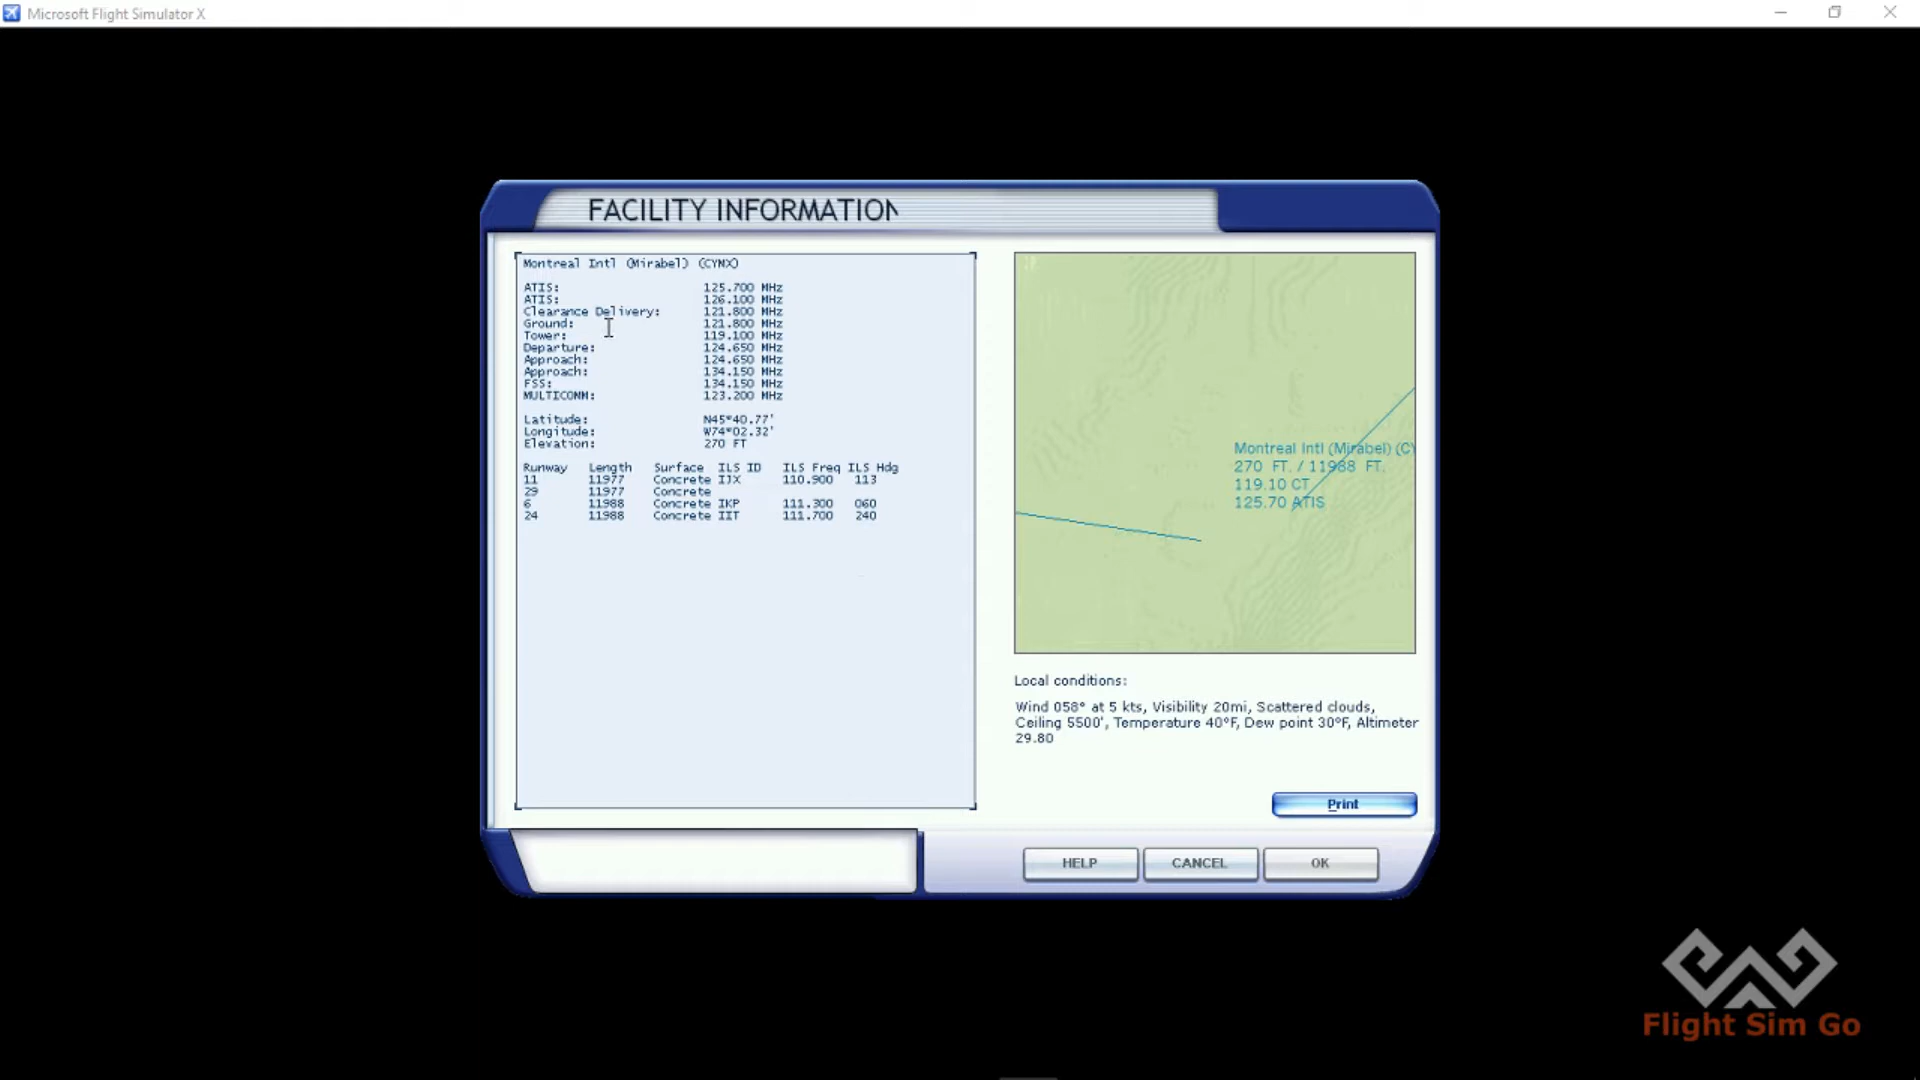 Microsoft Flight Simulator X
FACILITY INFORMATION
Montreal Intl (Mirabel) (CYMX)
ATIS: 125.700 MHz
ATIS: 126.100 MHz
Clearance Delivery: 121.800 MHz
Ground: 121.800 MHz
Tower: 119.100 MHz
Departure: 124.650 MHz
Approach: 124.650 MHz
Approach: 134.150 MHz
FSS: 134.150 MHz
MULTICOM: 123.200 MHz
Latitude: N45°40.77'
Longitude: W74°02.32'
Elevation: 270 FT
Runway Length Surface ILS ID ILS Freq ILS Hdg
11 11977 Concrete IJX 110.900 113
29 11977 Concrete
6 11988 Concrete IKP 111.300 060
24 11988 Concrete IIT 111.700 240
Montreal Intl (Mirabel) (CY
270 FT. / 11988 FT.
119.10 CT
125.70 ATIS
Local conditions:
Wind 058° at 5 kts, Visibility 20mi, Scattered clouds,
Ceiling 5500', Temperature 40°F, Dew point 30°F, Altimeter
29.80
Print
HELP CANCEL OK
Flight Sim Go